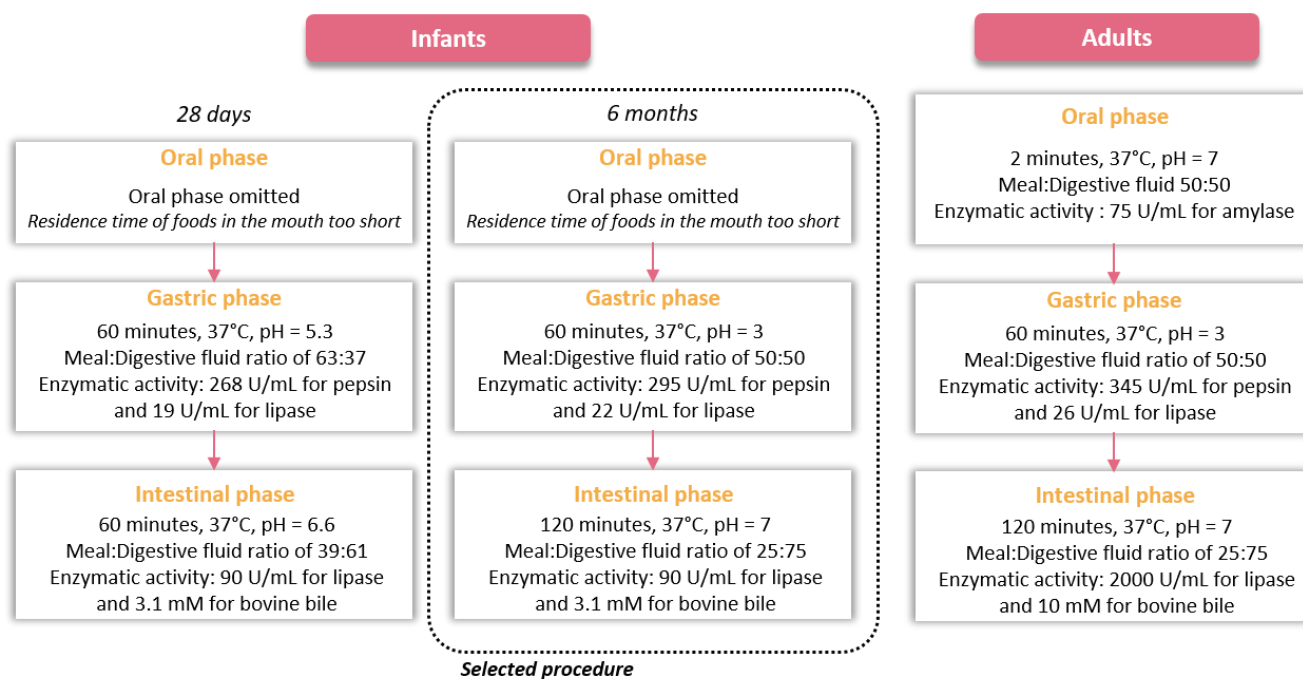 Infants
Adults
28 days
Oral phase
Oral phase omitted
Residence time of foods in the mouth too short
Gastric phase
60 minutes, 37°C, pH = 5.3
Meal:Digestive fluid ratio of 63:37
Enzymatic activity: 268 U/mL for pepsin
and 19 U/mL for lipase
Intestinal phase
60 minutes, 37°C, pH = 6.6
Meal:Digestive fluid ratio of 39:61
Enzymatic activity: 90 U/mL for lipase
and 3.1 mM for bovine bile
6 months
Oral phase
Oral phase omitted
Residence time of foods in the mouth too short
Gastric phase
60 minutes, 37°C, pH = 3
Meal:Digestive fluid ratio of 50:50
Enzymatic activity: 295 U/mL for pepsin
and 22 U/mL for lipase
Intestinal phase
120 minutes, 37°C, pH = 7
Meal:Digestive fluid ratio of 25:75
Enzymatic activity: 90 U/mL for lipase
and 3.1 mM for bovine bile
Selected procedure
Oral phase
2 minutes, 37°C, pH = 7
Meal:Digestive fluid 50:50
Enzymatic activity : 75 U/mL for amylase
Gastric phase
60 minutes, 37°C, pH = 3
Meal:Digestive fluid ratio of 50:50
Enzymatic activity: 345 U/mL for pepsin
and 26 U/mL for lipase
Intestinal phase
120 minutes, 37°C, pH = 7
Meal:Digestive fluid ratio of 25:75
Enzymatic activity: 2000 U/mL for lipase
and 10 mM for bovine bile